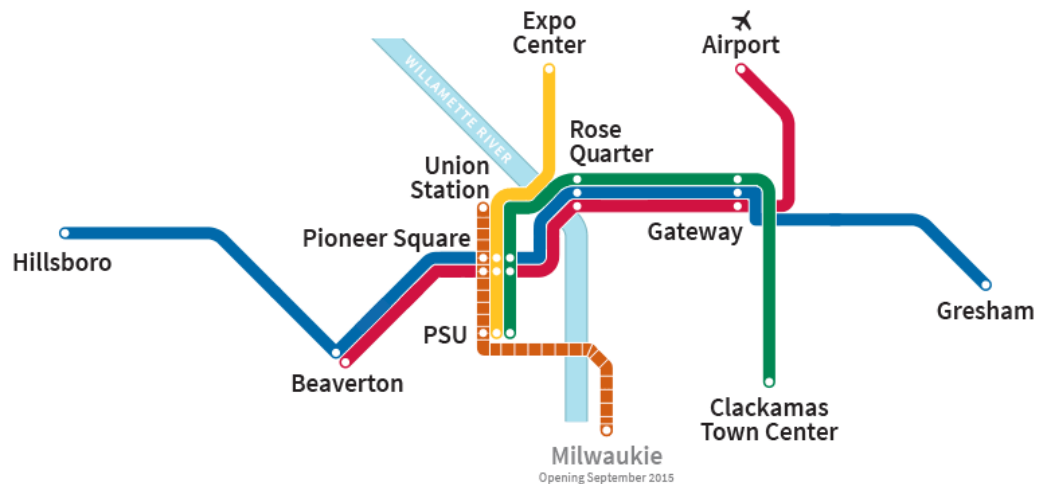 Expo
Center
Airport
WILLAMETTE RIVER
Rose
Quarter
Union
Station
Pioneer Square
Gateway
Hillsboro
Gresham
PSU
Beaverton
Clackamas
Town Center
Milwaukie
Opening September 2015